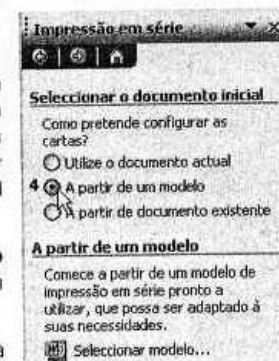 Impressão em série
Seleccionar o documento inicial
Como pretende configurar as
cartas?
Utilize o documento actual
4 A partir de um modelo
A partir de documento existente
A partir de um modelo
Comece a partir de um modelo de
impressão em série pronto a
utilizar, que possa ser adaptado à
suas necessidades.
Seleccionar modelo...